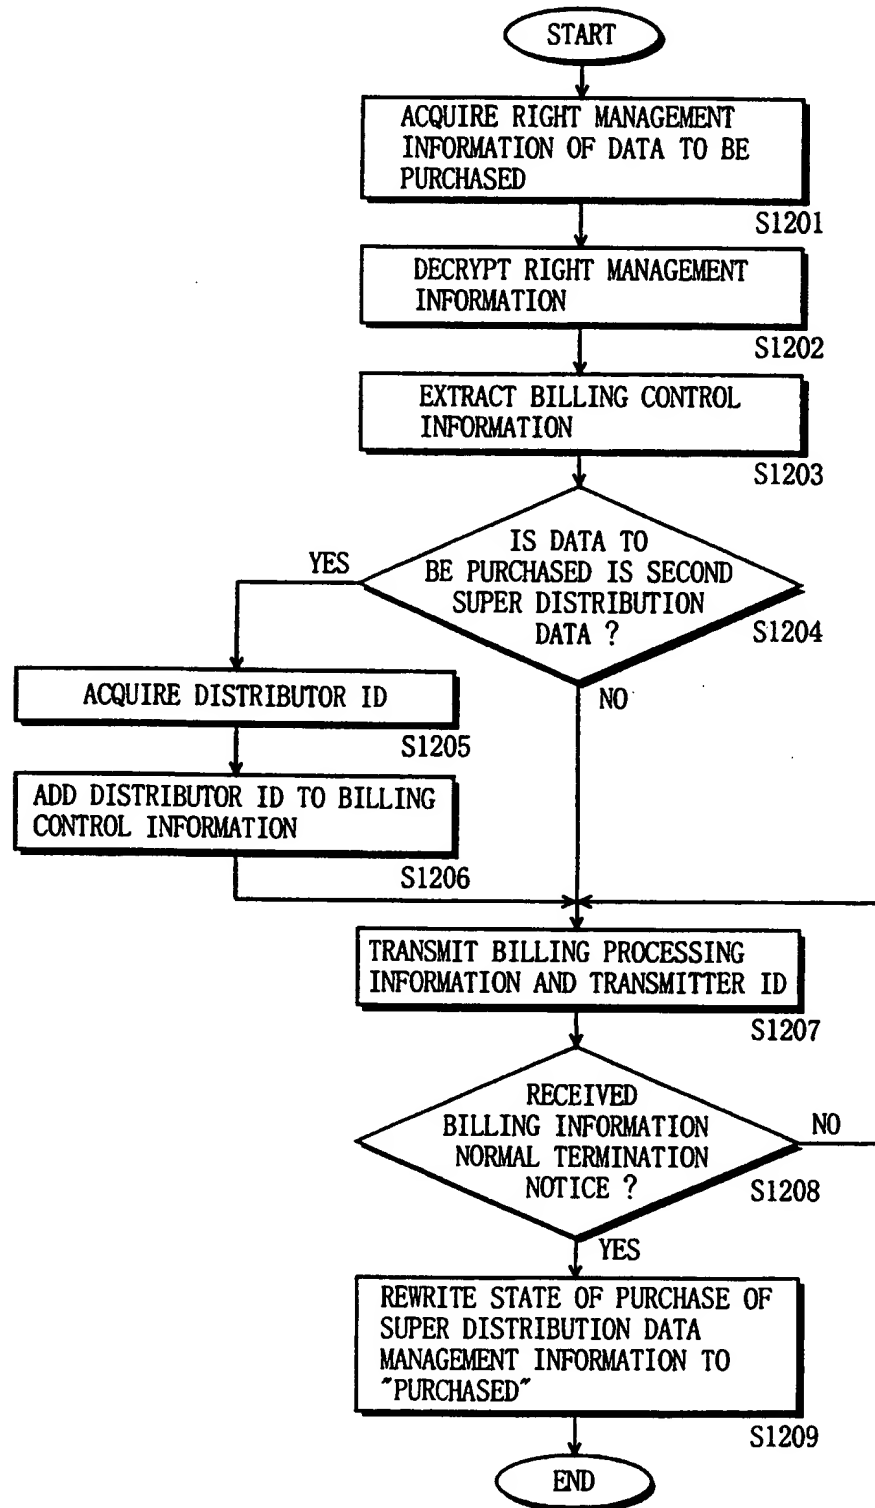 START
ACQUIRE RIGHT MANAGEMENT
INFORMATION OF DATA TO BE
PURCHASED
S1201
DECRYPT RIGHT MANAGEMENT
INFORMATION
S1202
EXTRACT BILLING CONTROL
INFORMATION
S1203
IS DATA TO
BE PURCHASED IS SECOND
SUPER DISTRIBUTION
DATA ?
S1204
YES
NO
ACQUIRE DISTRIBUTOR ID
S1205
ADD DISTRIBUTOR ID TO BILLING
CONTROL INFORMATION
S1206
TRANSMIT BILLING PROCESSING
INFORMATION AND TRANSMITTER ID
S1207
RECEIVED
BILLING INFORMATION
NORMAL TERMINATION
NOTICE ?
S1208
NO
YES
REWRITE STATE OF PURCHASE OF
SUPER DISTRIBUTION DATA
MANAGEMENT INFORMATION TO
"PURCHASED"
S1209
END